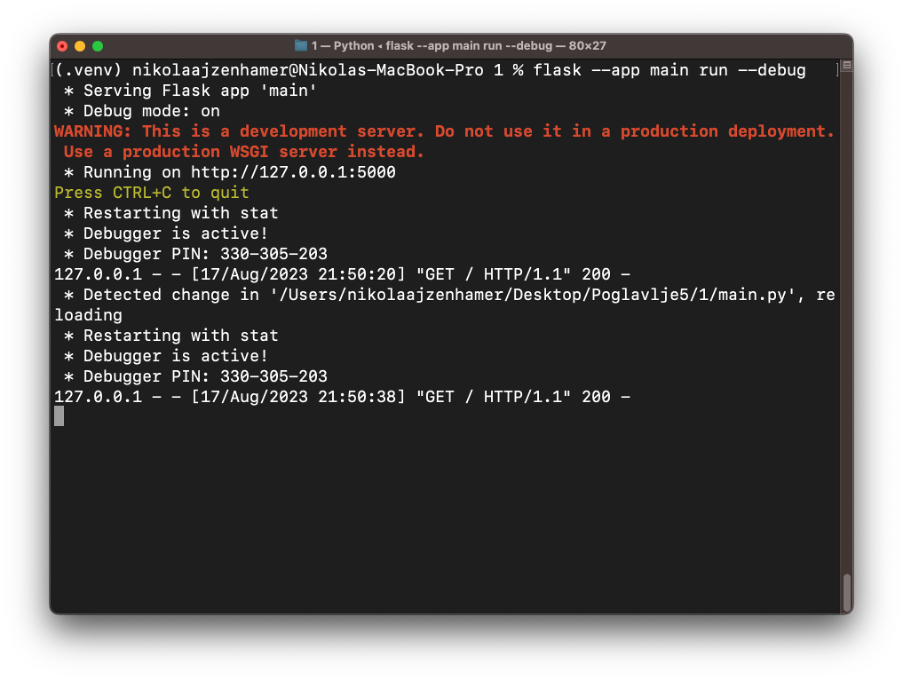 1 — Python ◂ flask --app main run --debug — 80×27
(.venv) nikolaajzenhamer@Nikolas-MacBook-Pro 1 % flask --app main run --debug
 * Serving Flask app 'main'
 * Debug mode: on
WARNING: This is a development server. Do not use it in a production deployment.
 Use a production WSGI server instead.
 * Running on http://127.0.0.1:5000
Press CTRL+C to quit
 * Restarting with stat
 * Debugger is active!
 * Debugger PIN: 330-305-203
127.0.0.1 - - [17/Aug/2023 21:50:20] "GET / HTTP/1.1" 200 -
 * Detected change in '/Users/nikolaajzenhamer/Desktop/Poglavlje5/1/main.py', re
loading
 * Restarting with stat
 * Debugger is active!
 * Debugger PIN: 330-305-203
127.0.0.1 - - [17/Aug/2023 21:50:38] "GET / HTTP/1.1" 200 -